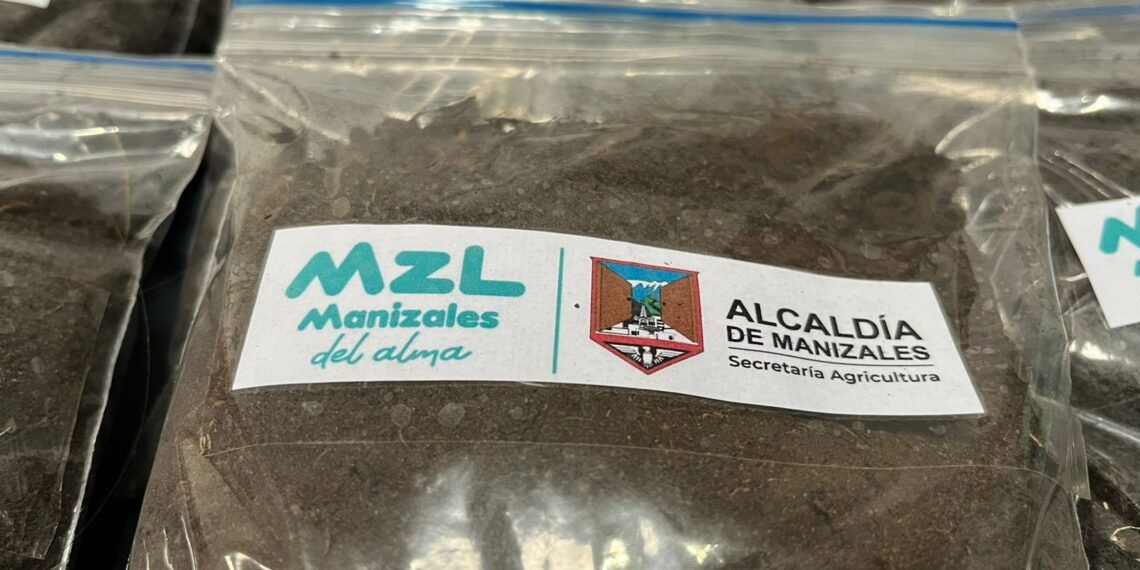 MZL
Manizales
del alma
ALCALDÍA
DE MANIZALES
Secretaría Agricultura